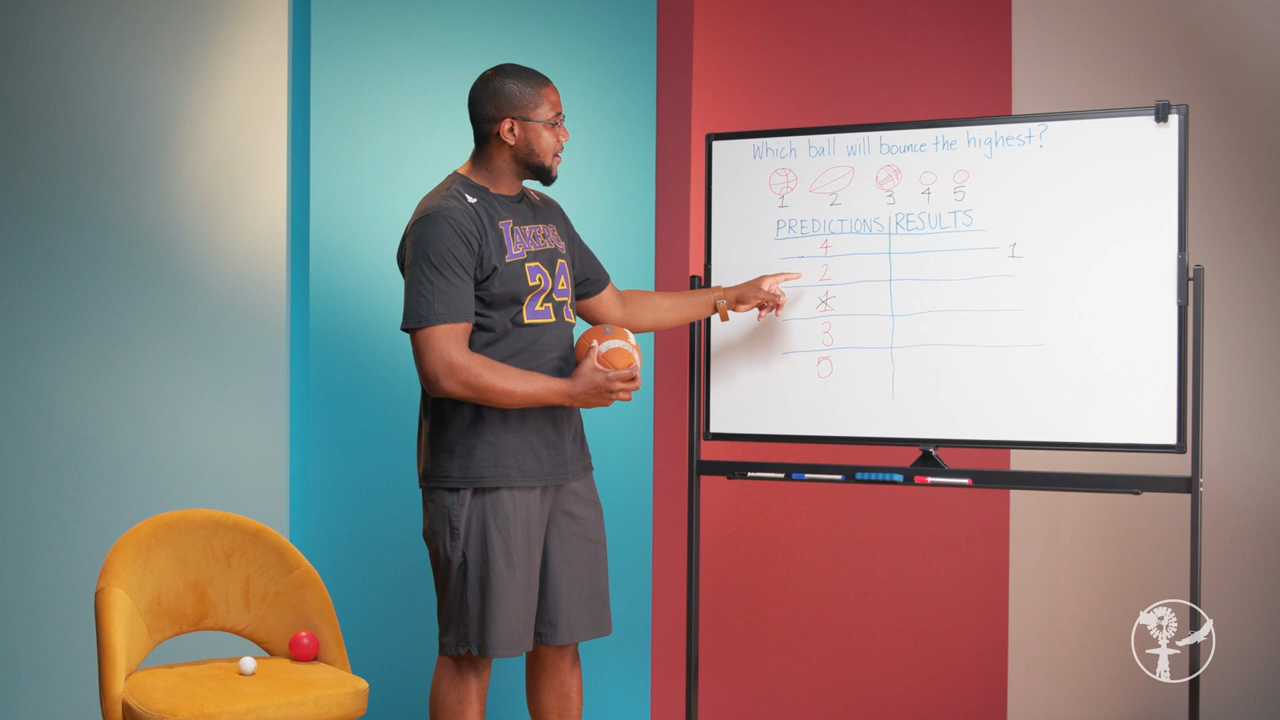 Which ball will bounce the highest?
1 2 3 4 5
PREDICTIONS RESULTS
4
1
2
3
5
LAKERS
24